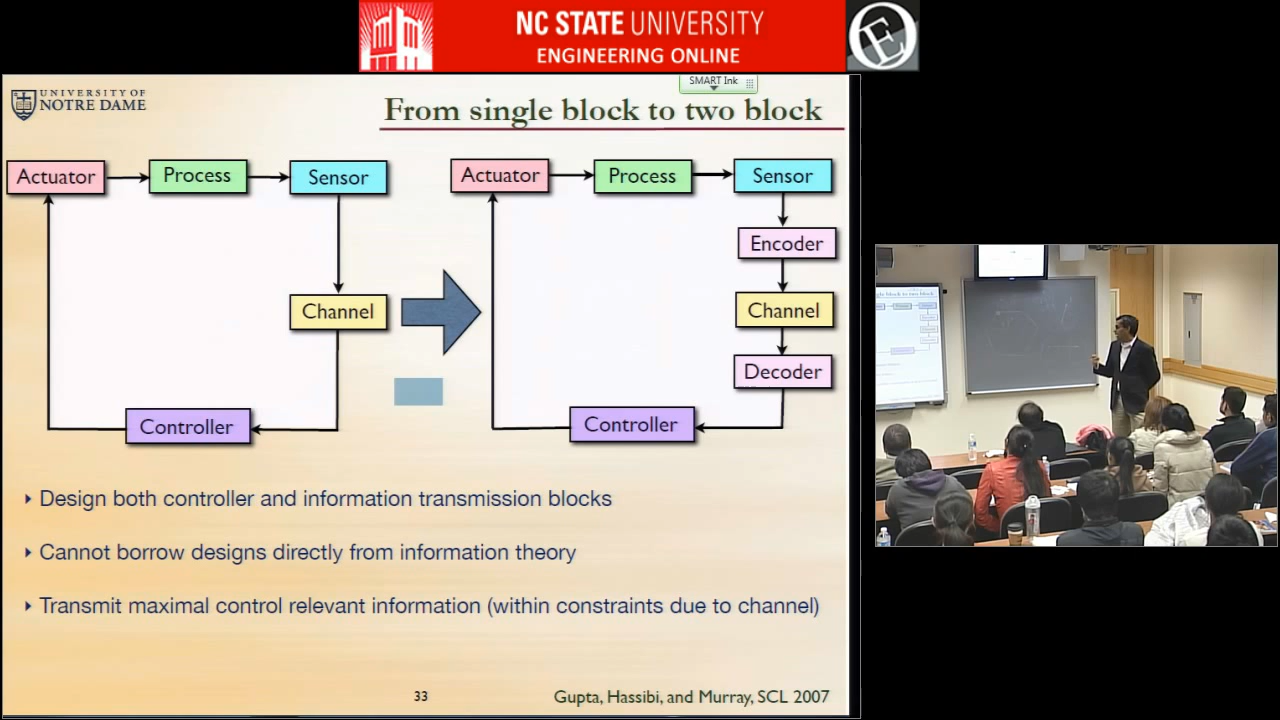 NC STATE UNIVERSITY
ENGINEERING ONLINE
SMART Ink
UNIVERSITY OF
NOTRE DAME
From single block to two block
Actuator
Process
Sensor
Channel
Controller
Actuator
Process
Sensor
Encoder
Channel
Decoder
Controller
Design both controller and information transmission blocks
Cannot borrow designs directly from information theory
Transmit maximal control relevant information (within constraints due to channel)
33
Gupta, Hassibi, and Murray, SCL 2007